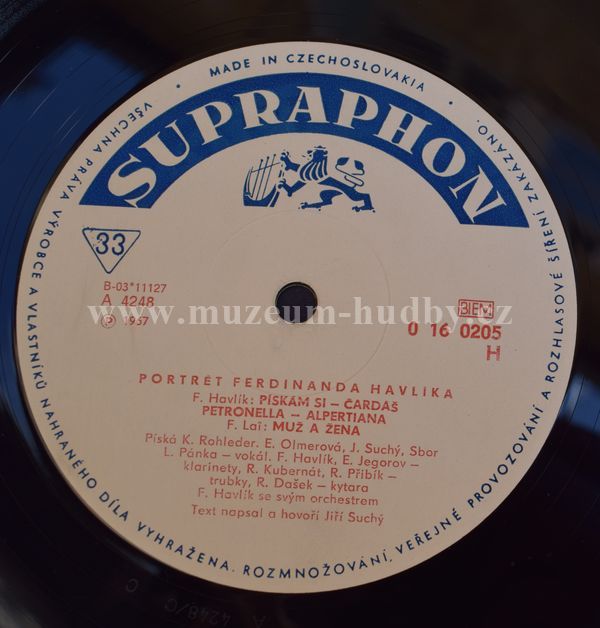 • MADE IN CZECHOSLOVAKIA •
SUPRAPHON
33
B-03*11127
A 4248
Ⓟ 1967
www.muzeum-hudby.cz
BIEM
0 16 0205
H
PORTRÉT FERDINANDA HAVLÍKA
F. Havlík: PÍSKÁM SI – ČARDÁŠ
PETRONELLA – ALPERTIANA
F. Lai: MUŽ A ŽENA
Píská K. Rohleder. E. Olmerová, J. Suchý, Sbor
L. Pánka – vokál. F. Havlík, E. Jegorov –
klarinety, R. Kubernát, R. Přibík –
trubky, R. Dašek – kytara
F. Havlík se svým orchestrem
Text napsal a hovoří Jiří Suchý
VŠECHNA PRÁVA VÝROBCE A VLASTNÍKŮ NAHRANÉHO DÍLA VYHRAŽENA. ROZMNOŽOVÁNÍ, VEŘEJNÉ PROVOZOVÁNÍ A ROZHLASOVÉ ŠÍŘENÍ ZAKÁZÁNO.
A 4248/C